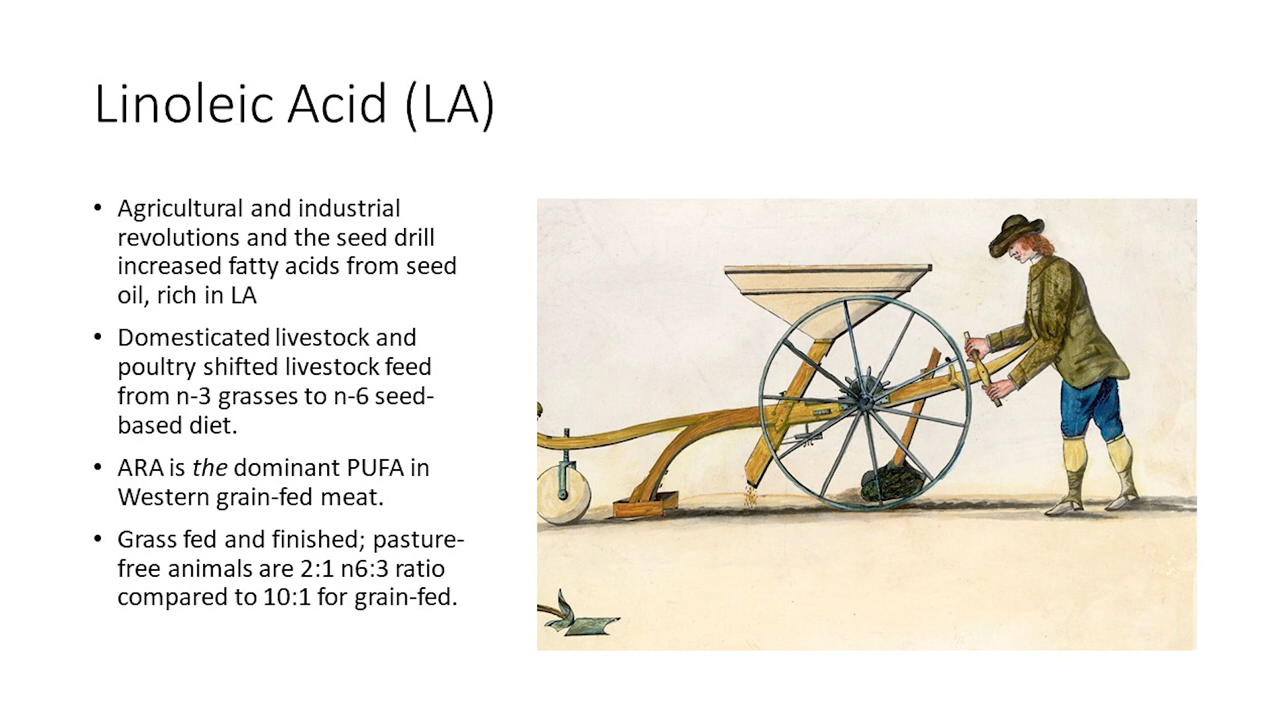 Linoleic Acid (LA)
• Agricultural and industrial
revolutions and the seed drill
increased fatty acids from seed
oil, rich in LA
• Domesticated livestock and
poultry shifted livestock feed
from n-3 grasses to n-6 seed-
based diet.
• ARA is the dominant PUFA in
Western grain-fed meat.
• Grass fed and finished; pasture-
free animals are 2:1 n6:3 ratio
compared to 10:1 for grain-fed.